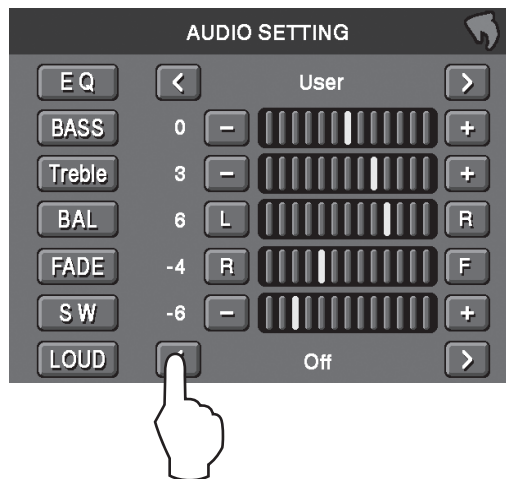 AUDIO SETTING
EQ < User >
BASS 0 - +
Treble 3 - +
BAL 6 L R
FADE -4 R F
SW -6 - +
LOUD Off >